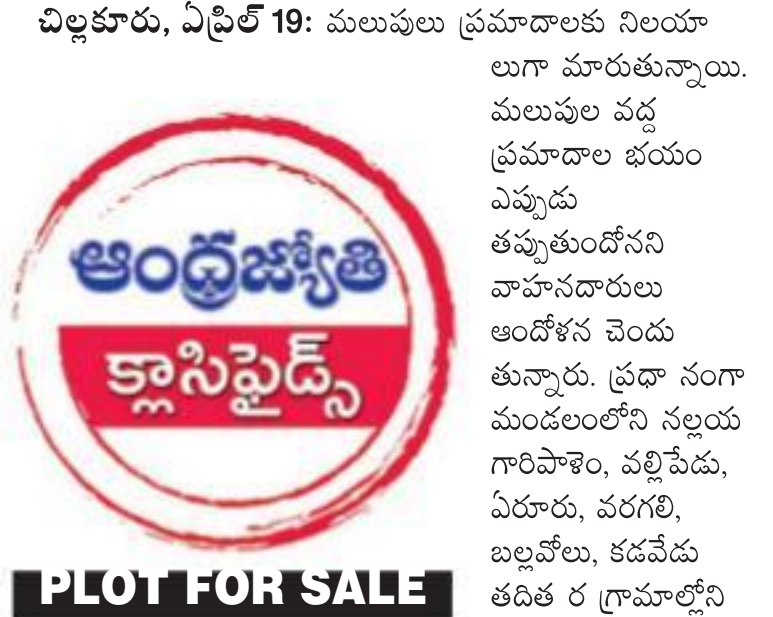 చిల్లకూరు, ఏప్రిల్ 19: మలుపులు ప్రమాదాలకు నిలయా
లుగా మారుతున్నాయి.
మలుపుల వద్ద
ప్రమాదాల భయం
ఎప్పుడు
తప్పుతుందోనని
వాహనదారులు
ఆందోళన చెందు
తున్నారు. ప్రధా నంగా
మండలంలోని నల్లయ
గారిపాళెం, వల్లిపేడు,
ఏరూరు, వరగలి,
బల్లవోలు, కడవేడు
తదిత ర గ్రామాల్లోని
ఆంధ్రజ్యోతి
క్లాసిఫైడ్స్
PLOT FOR SALE